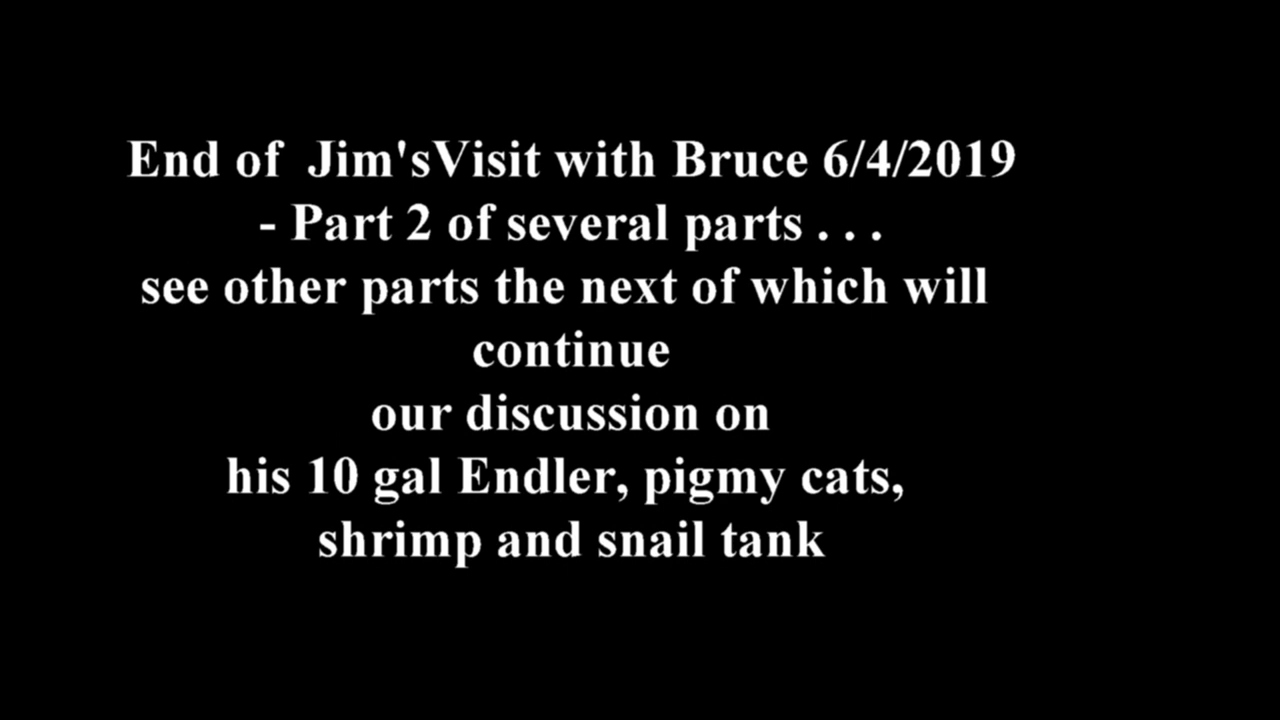 End of  Jim'sVisit with Bruce 6/4/2019
- Part 2 of several parts . . .
see other parts the next of which will
continue
our discussion on
his 10 gal Endler, pigmy cats,
shrimp and snail tank